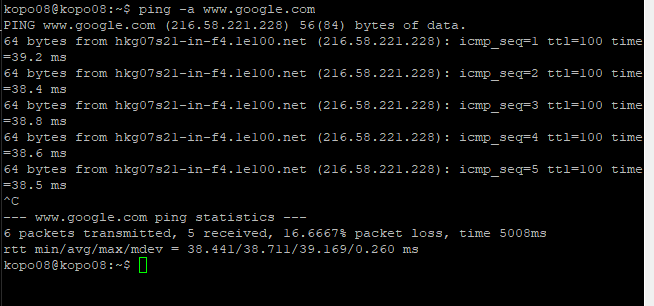 kopo08@kopo08:~$ ping -a www.google.com
PING www.google.com (216.58.221.228) 56(84) bytes of data.
64 bytes from hkg07s21-in-f4.1e100.net (216.58.221.228): icmp_seq=1 ttl=100 time
=39.2 ms
64 bytes from hkg07s21-in-f4.1e100.net (216.58.221.228): icmp_seq=2 ttl=100 time
=38.4 ms
64 bytes from hkg07s21-in-f4.1e100.net (216.58.221.228): icmp_seq=3 ttl=100 time
=38.8 ms
64 bytes from hkg07s21-in-f4.1e100.net (216.58.221.228): icmp_seq=4 ttl=100 time
=38.6 ms
64 bytes from hkg07s21-in-f4.1e100.net (216.58.221.228): icmp_seq=5 ttl=100 time
=38.5 ms
^C
--- www.google.com ping statistics ---
6 packets transmitted, 5 received, 16.6667% packet loss, time 5008ms
rtt min/avg/max/mdev = 38.441/38.711/39.169/0.260 ms
kopo08@kopo08:~$